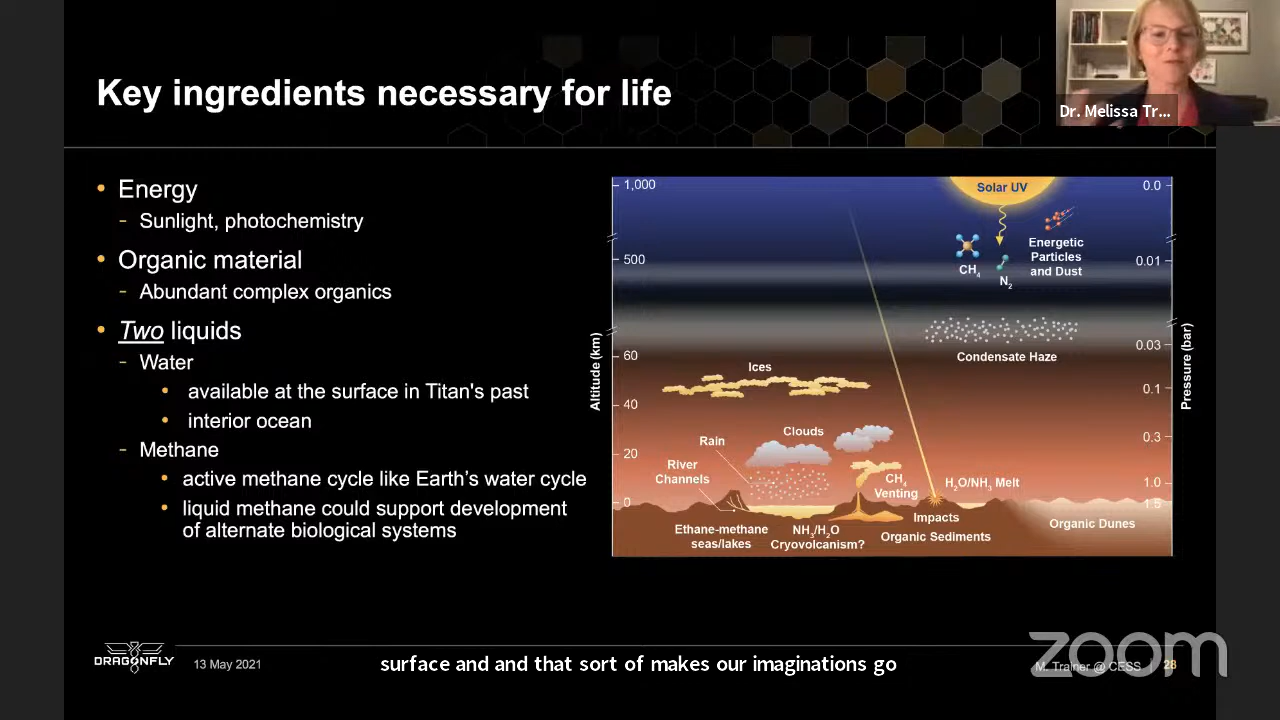 Key ingredients necessary for life
Dr. Melissa Tr...
• Energy
- Sunlight, photochemistry
• Organic material
- Abundant complex organics
• Two liquids
- Water
• available at the surface in Titan's past
• interior ocean
- Methane
• active methane cycle like Earth's water cycle
• liquid methane could support development
of alternate biological systems
Altitude (km)
1,000
500
60
40
20
0
Solar UV
CH₄
N₂
Energetic
Particles
and Dust
Condensate Haze
Ices
Clouds
Rain
River
Channels
CH₄
Venting
H₂O/NH₃ Melt
Impacts
Organic Dunes
Ethane-methane
seas/lakes
NH₃/H₂O
Cryovolcanism?
Organic Sediments
0.0
0.01
0.03
0.1
0.3
1.0
1.5
Pressure (bar)
DRAGONFLY
13 May 2021
surface and and that sort of makes our imaginations go
M. Trainer @ CESS | 28
zoom